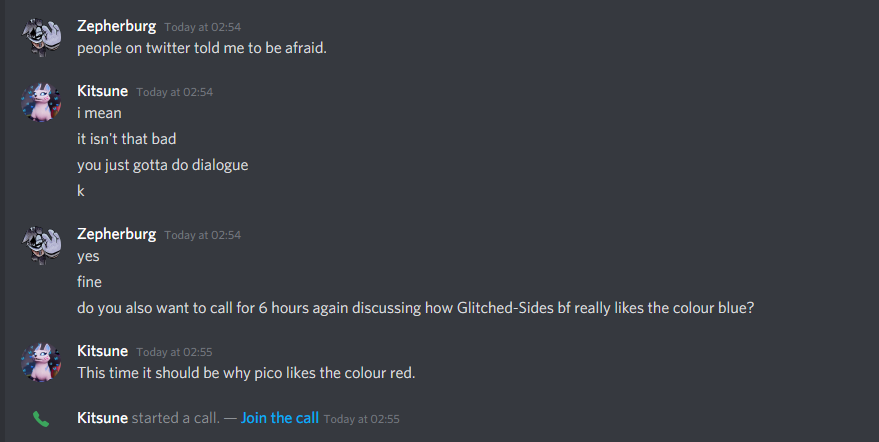 Zepherburg Today at 02:54
people on twitter told me to be afraid.
Kitsune Today at 02:54
i mean
it isn't that bad
you just gotta do dialogue
k
Zepherburg Today at 02:54
yes
fine
do you also want to call for 6 hours again discussing how Glitched-Sides bf really likes the colour blue?
Kitsune Today at 02:55
This time it should be why pico likes the colour red.
Kitsune started a call. — Join the call Today at 02:55